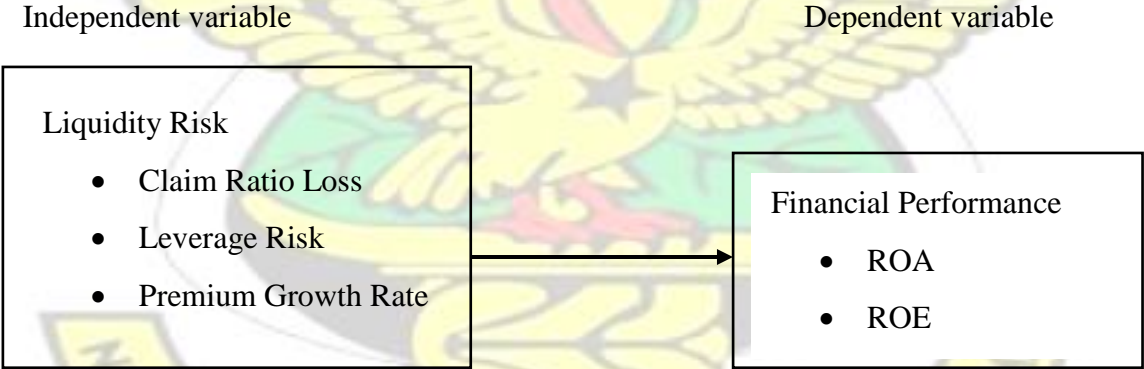 Independent variable
Dependent variable
Liquidity Risk
• Claim Ratio Loss
• Leverage Risk
• Premium Growth Rate
Financial Performance
• ROA
• ROE